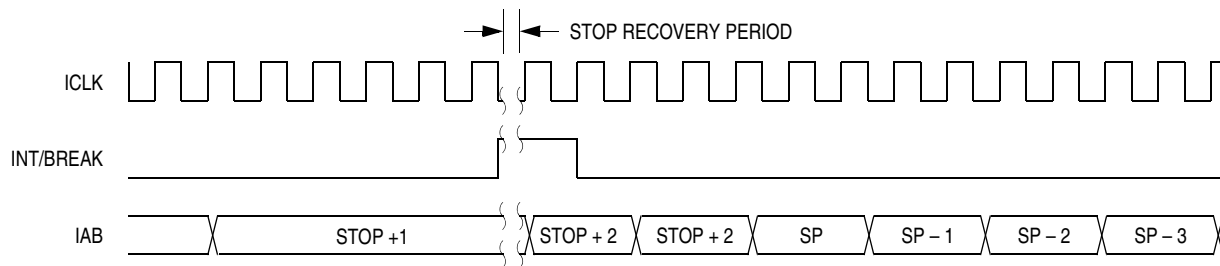 STOP RECOVERY PERIOD
ICLK
INT/BREAK
IAB STOP +1 STOP + 2 STOP + 2 SP SP – 1 SP – 2 SP – 3